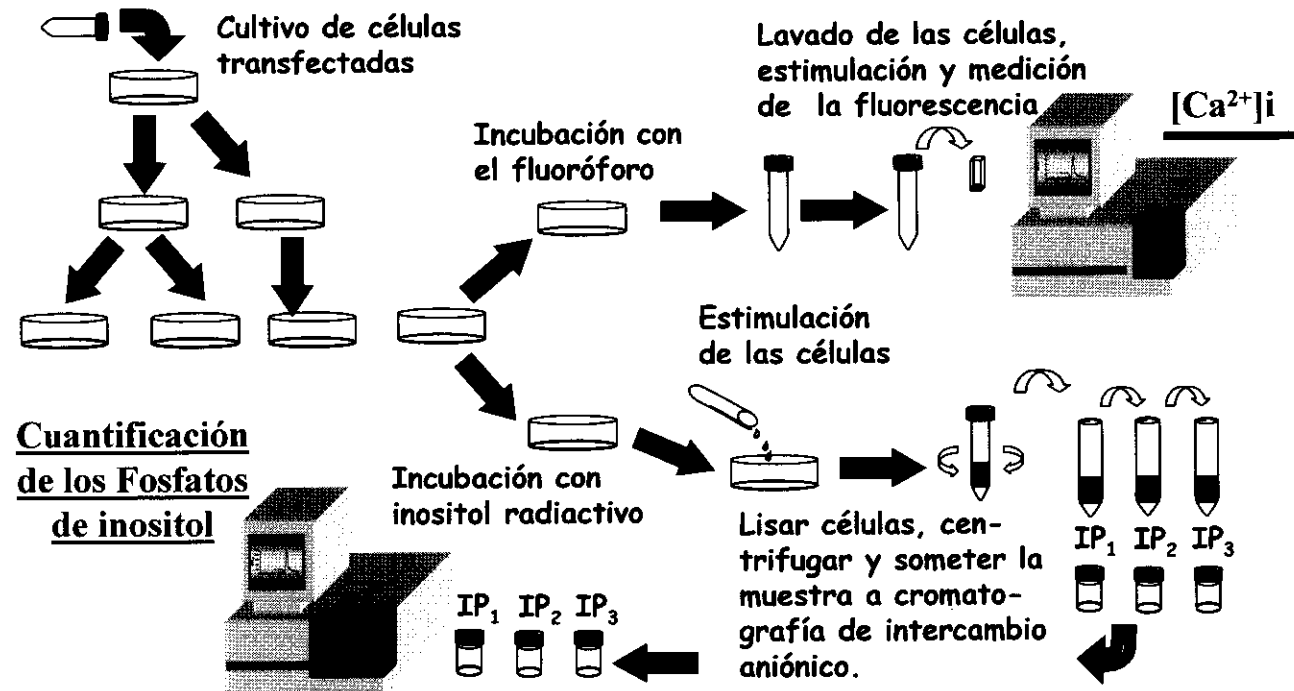 Cultivo de células
transfectadas
Incubación con
el fluoróforo
Lavado de las células,
estimulación y medición
de la fluorescencia
[Ca²⁺]i
Estimulación
de las células
Cuantificación
de los Fosfatos
de inositol
Incubación con
inositol radiactivo
Lisar células, cen-
trifugar y someter la
muestra a cromato-
grafía de intercambio
aniónico.
IP₁ IP₂ IP₃
IP₁ IP₂ IP₃